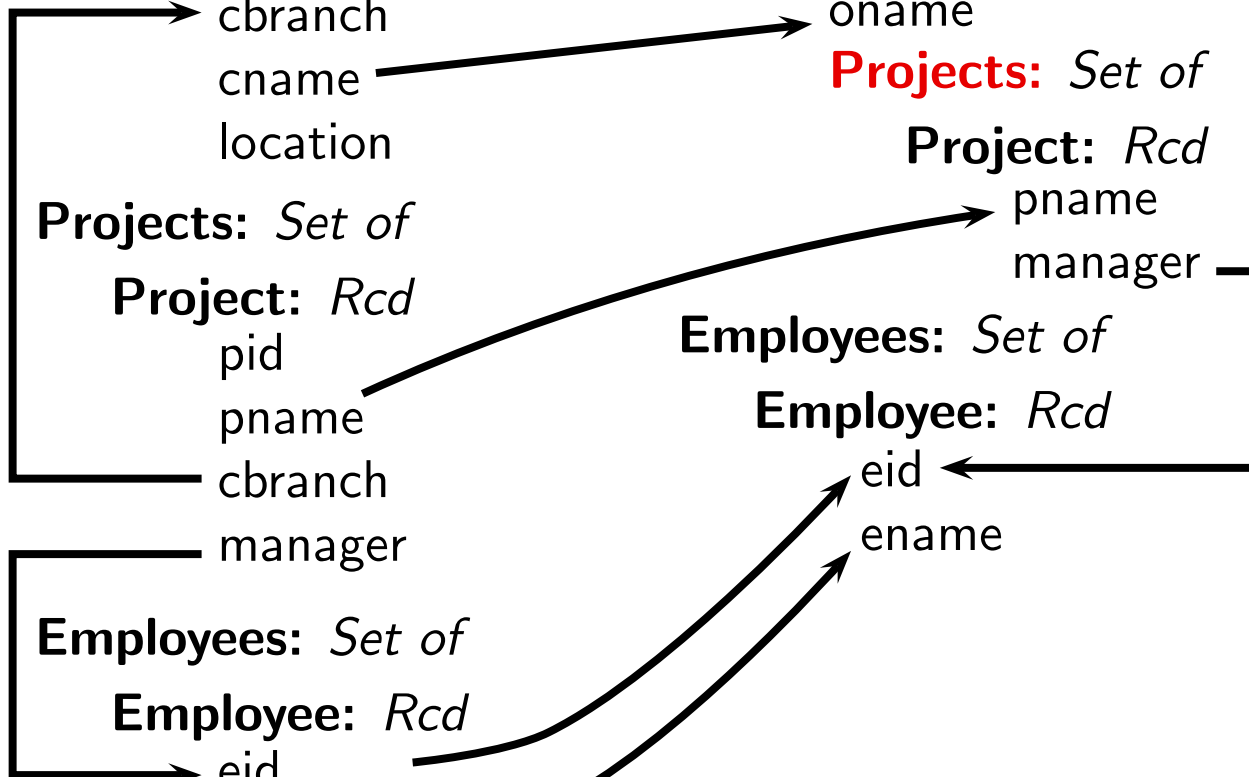 cbranch
cname
location
Projects: Set of
Project: Rcd
pid
pname
cbranch
manager
Employees: Set of
Employee: Rcd
eid
oname
Projects: Set of
Project: Rcd
pname
manager
Employees: Set of
Employee: Rcd
eid
ename